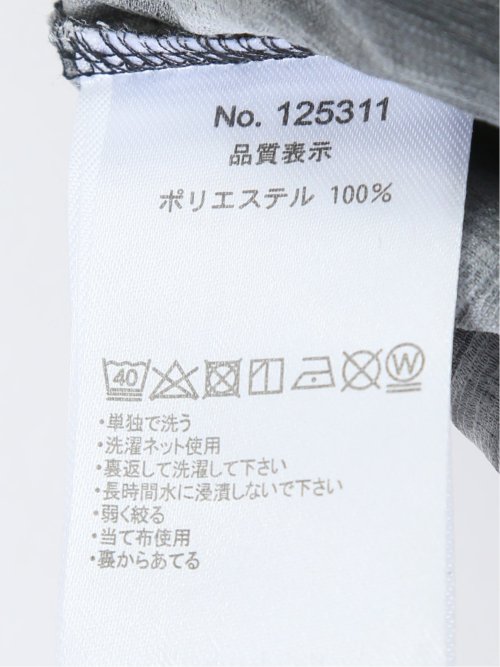 No. 125311
品質表示
ポリエステル 100%
40 W
・単独で洗う
・洗濯ネット使用
・裏返して洗濯して下さい
・長時間水に浸漬しないで下さい
・弱く絞る
・当て布使用
・裏からあてる